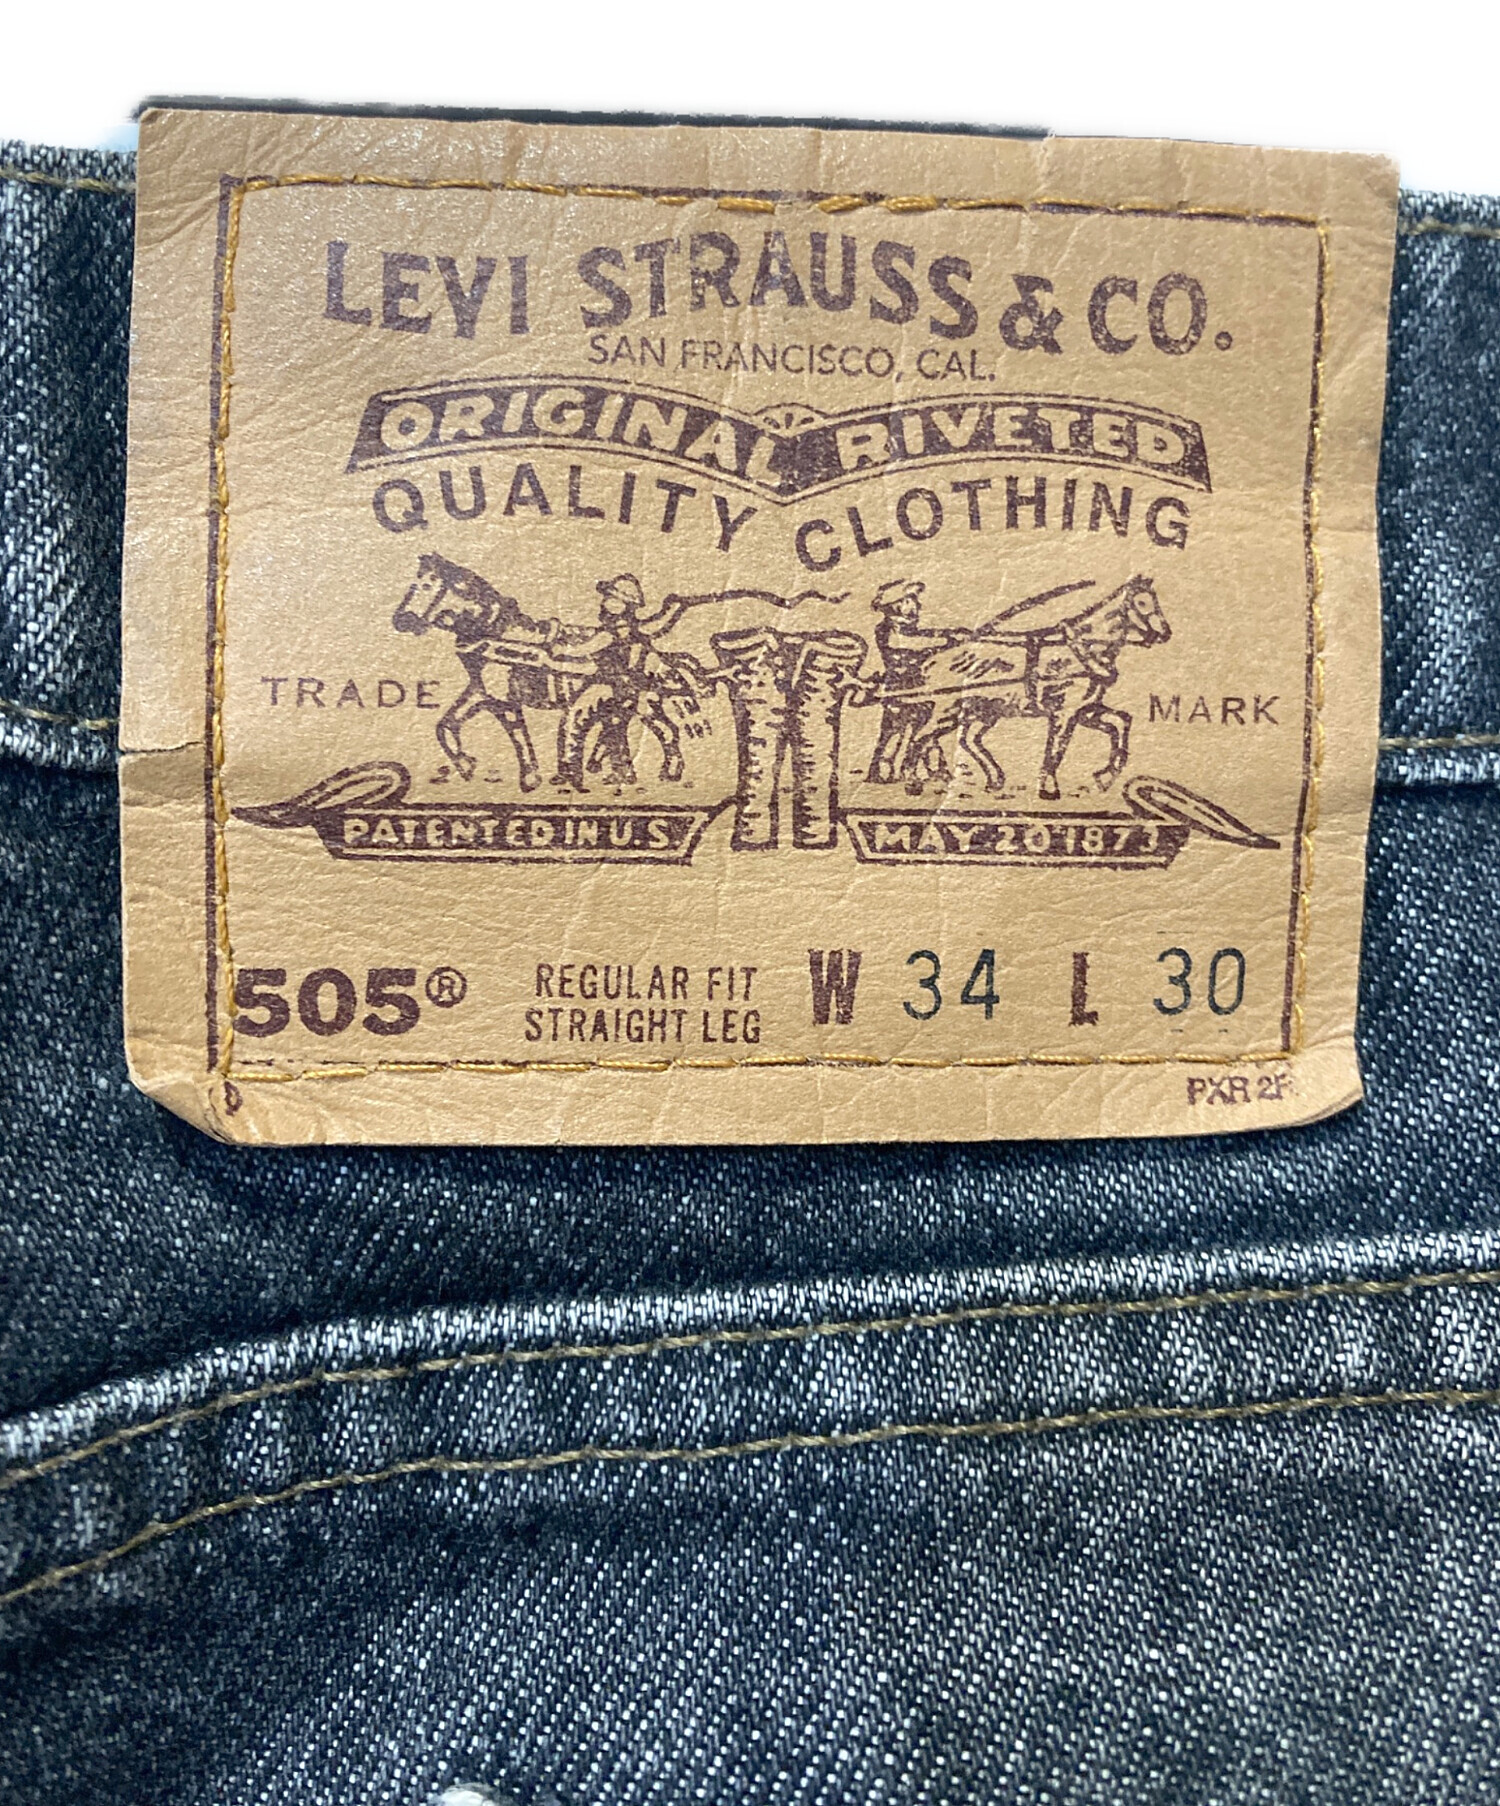 LEVI STRAUSS & CO.
SAN FRANCISCO, CAL.
ORIGINAL RIVETED
QUALITY CLOTHING
TRADE MARK
PATENTED IN U.S. MAY 20 1873
505® REGULAR FIT W 34 L 30
STRAIGHT LEG
PXR